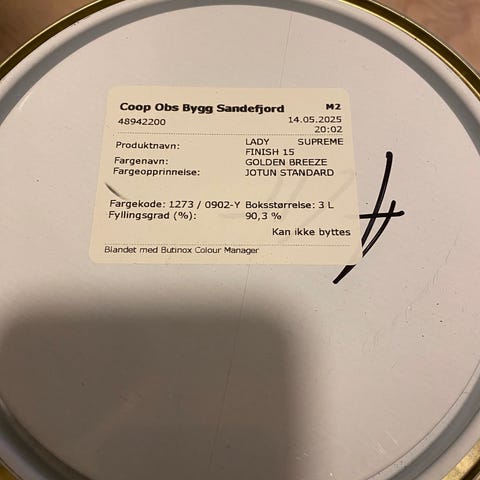 Coop Obs Bygg Sandefjord M2
48942200 14.05.2025
20:02
Produktnavn: LADY SUPREME
FINISH 15
Fargenavn: GOLDEN BREEZE
Fargeopprinnelse: JOTUN STANDARD
Fargekode: 1273 / 0902-Y Boksstørrelse: 3 L
Fyllingsgrad (%): 90,3 %
Kan ikke byttes
Blandet med Butinox Colour Manager